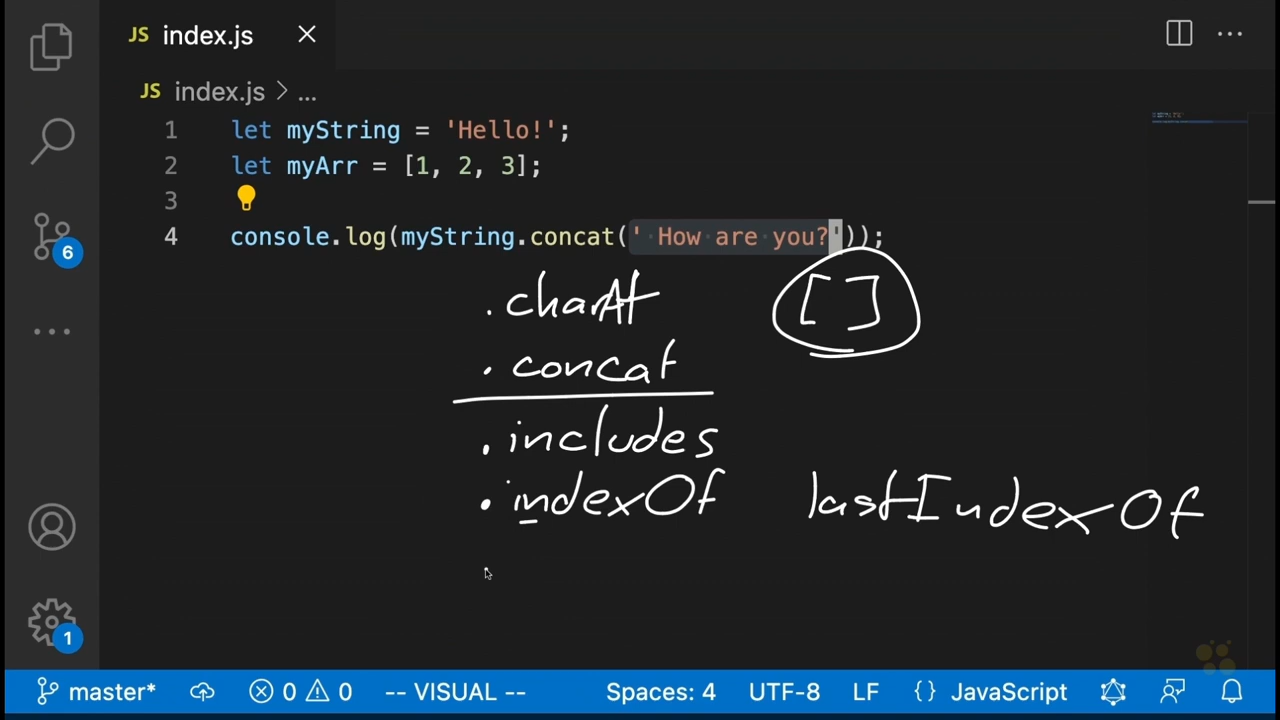 JS index.js
JS index.js > ...
1 let myString = 'Hello!';
2 let myArr = [1, 2, 3];
3
4 console.log(myString.concat(' How are you?'));
.charAt []
.concat
.includes
.indexOf lastIndexOf
6
1
master* 0 0 -- VISUAL -- Spaces: 4 UTF-8 LF {} JavaScript